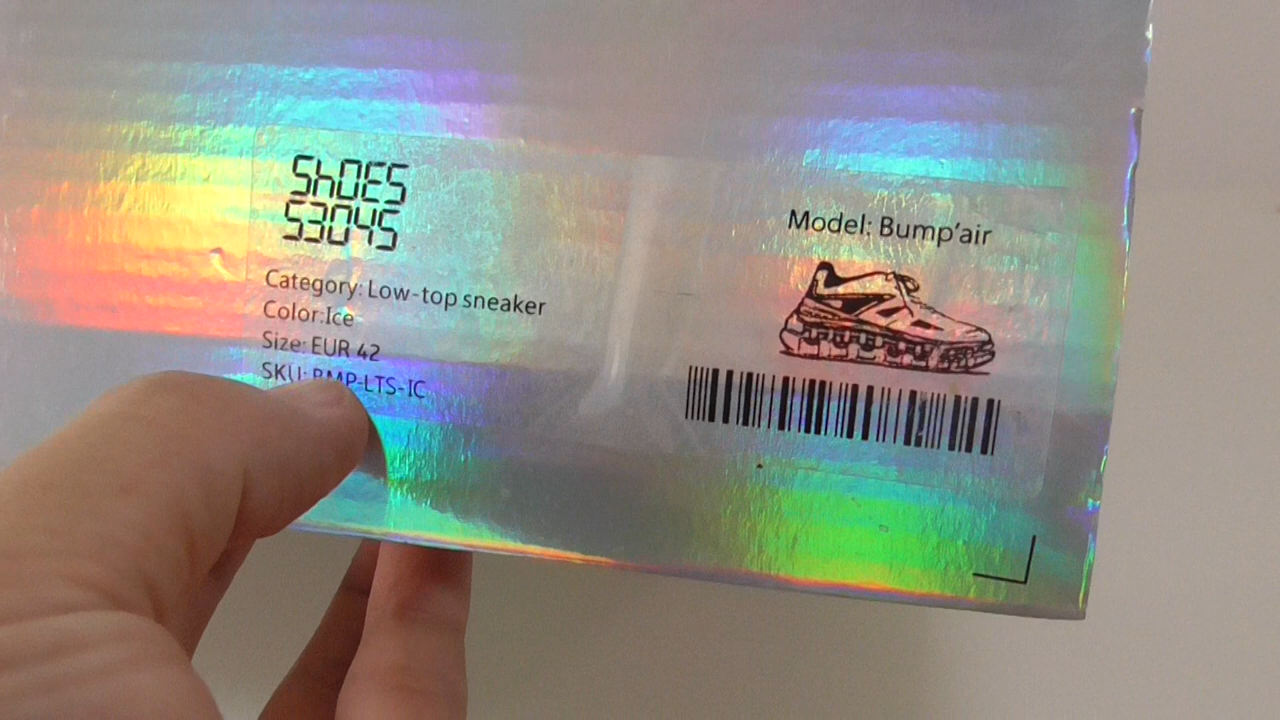 ShOES
53045
Category: Low-top sneaker
Color:Ice
Size: EUR 42
SKU: BMP-LTS-IC
Model: Bump'air